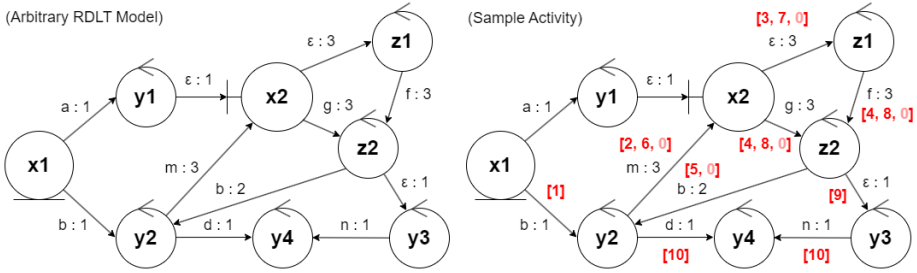 (Arbitrary RDLT Model)
ε : 3
z1
ε : 1
a : 1
y1
x2
f : 3
g : 3
x1
z2
m : 3
b : 2
ε : 1
b : 1
d : 1
n : 1
y2
y4
y3
(Sample Activity)
[3, 7, 0]
ε : 3
z1
ε : 1
a : 1
y1
x2
f : 3
g : 3
[4, 8, 0]
[2, 6, 0]
[4, 8, 0]
x1
z2
m : 3
[5, 0]
b : 2
[1]
[9]
ε : 1
b : 1
d : 1
n : 1
y2
y4
y3
[10]
[10]